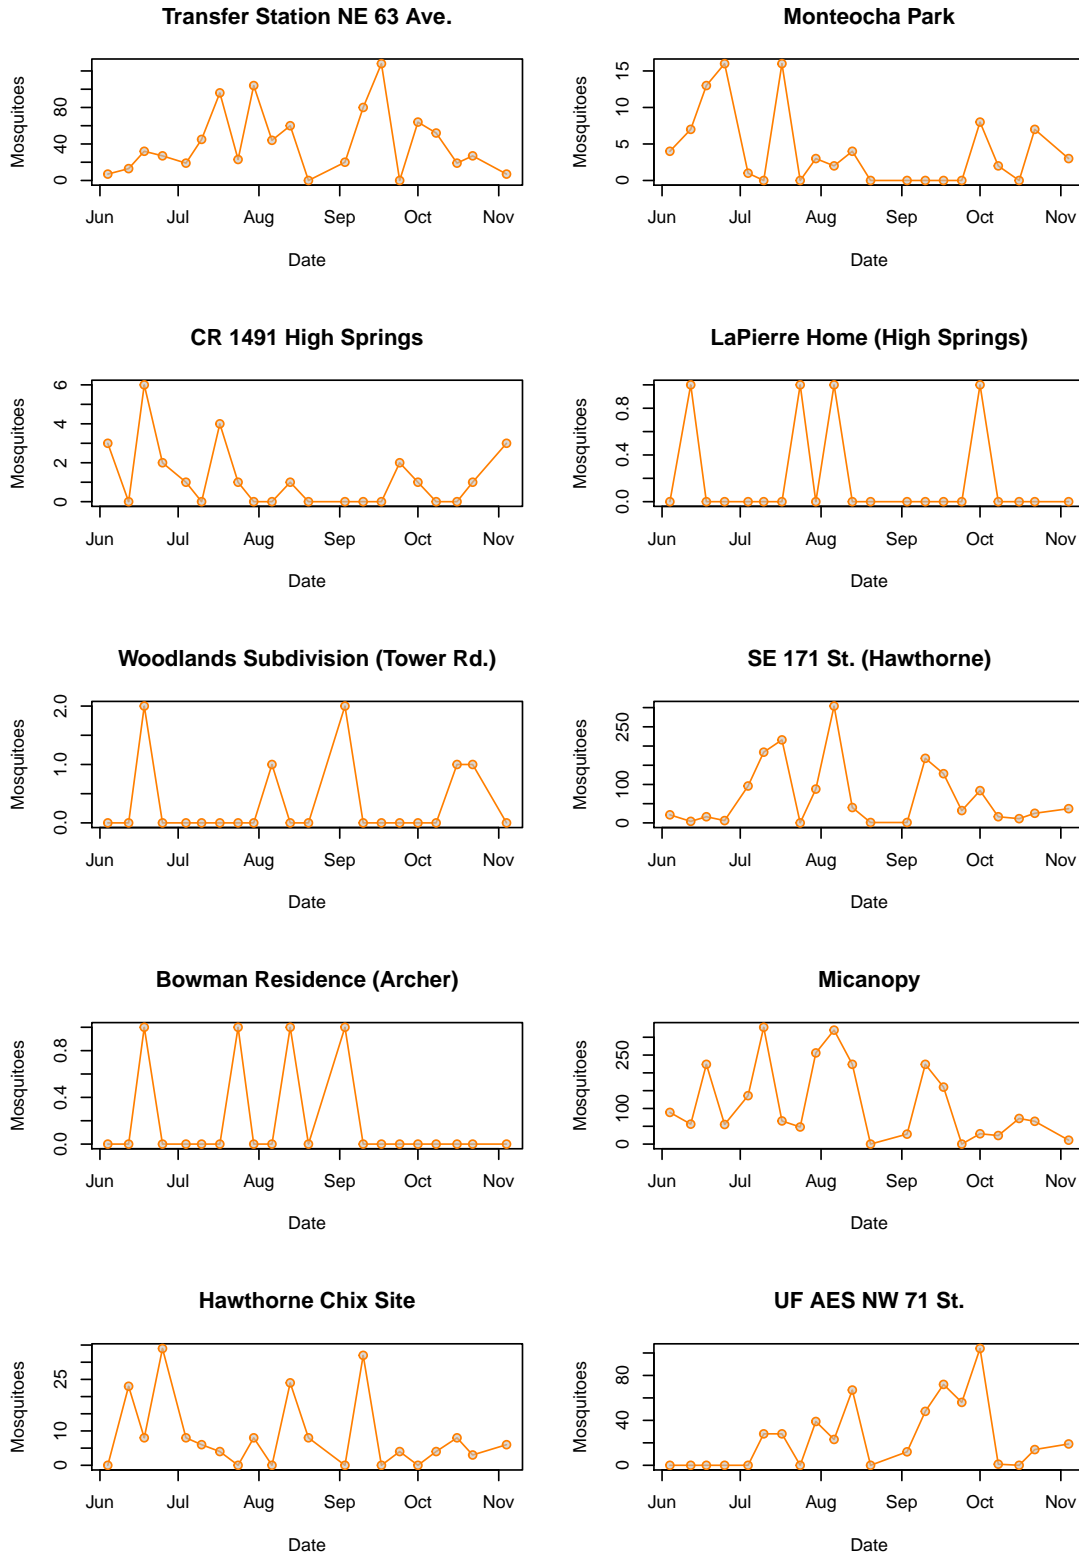 Transfer Station NE 63 Ave.
Mosquitoes
0 40 80
Jun Jul Aug Sep Oct Nov
Date
Monteocha Park
Mosquitoes
0 5 10 15
Jun Jul Aug Sep Oct Nov
Date
CR 1491 High Springs
Mosquitoes
0 2 4 6
Jun Jul Aug Sep Oct Nov
Date
LaPierre Home (High Springs)
Mosquitoes
0.0 0.4 0.8
Jun Jul Aug Sep Oct Nov
Date
Woodlands Subdivision (Tower Rd.)
Mosquitoes
0.0 1.0 2.0
Jun Jul Aug Sep Oct Nov
Date
SE 171 St. (Hawthorne)
Mosquitoes
0 100 250
Jun Jul Aug Sep Oct Nov
Date
Bowman Residence (Archer)
Mosquitoes
0.0 0.4 0.8
Jun Jul Aug Sep Oct Nov
Date
Micanopy
Mosquitoes
0 100 250
Jun Jul Aug Sep Oct Nov
Date
Hawthorne Chix Site
Mosquitoes
0 10 25
Jun Jul Aug Sep Oct Nov
Date
UF AES NW 71 St.
Mosquitoes
0 40 80
Jun Jul Aug Sep Oct Nov
Date